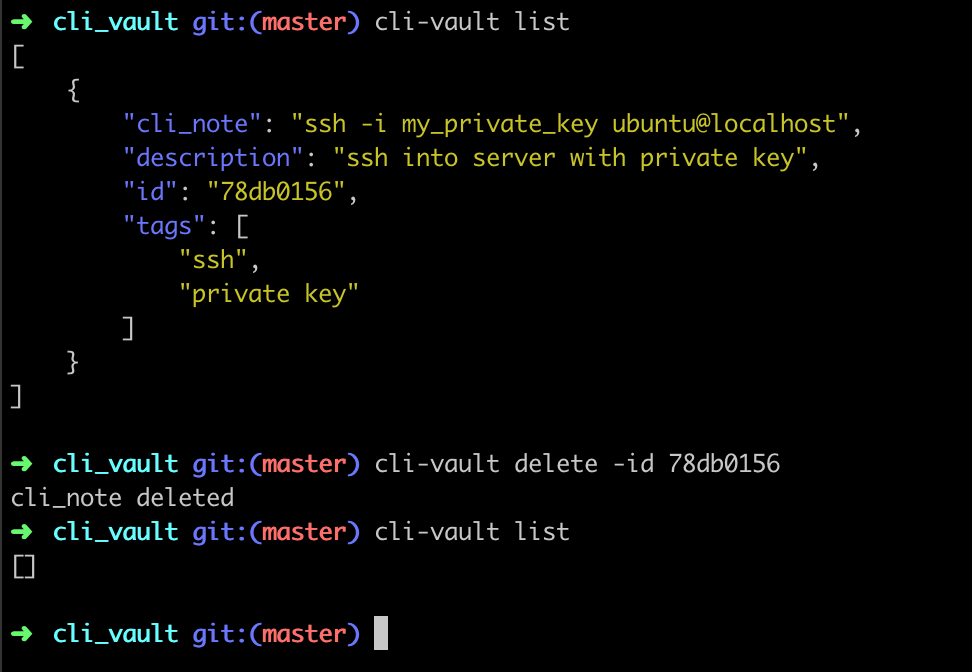 ➜ cli_vault git:(master) cli-vault list
[
    {
        "cli_note": "ssh -i my_private_key ubuntu@localhost",
        "description": "ssh into server with private key",
        "id": "78db0156",
        "tags": [
            "ssh",
            "private key"
        ]
    }
]
➜ cli_vault git:(master) cli-vault delete -id 78db0156
cli_note deleted
➜ cli_vault git:(master) cli-vault list
[]
➜ cli_vault git:(master)